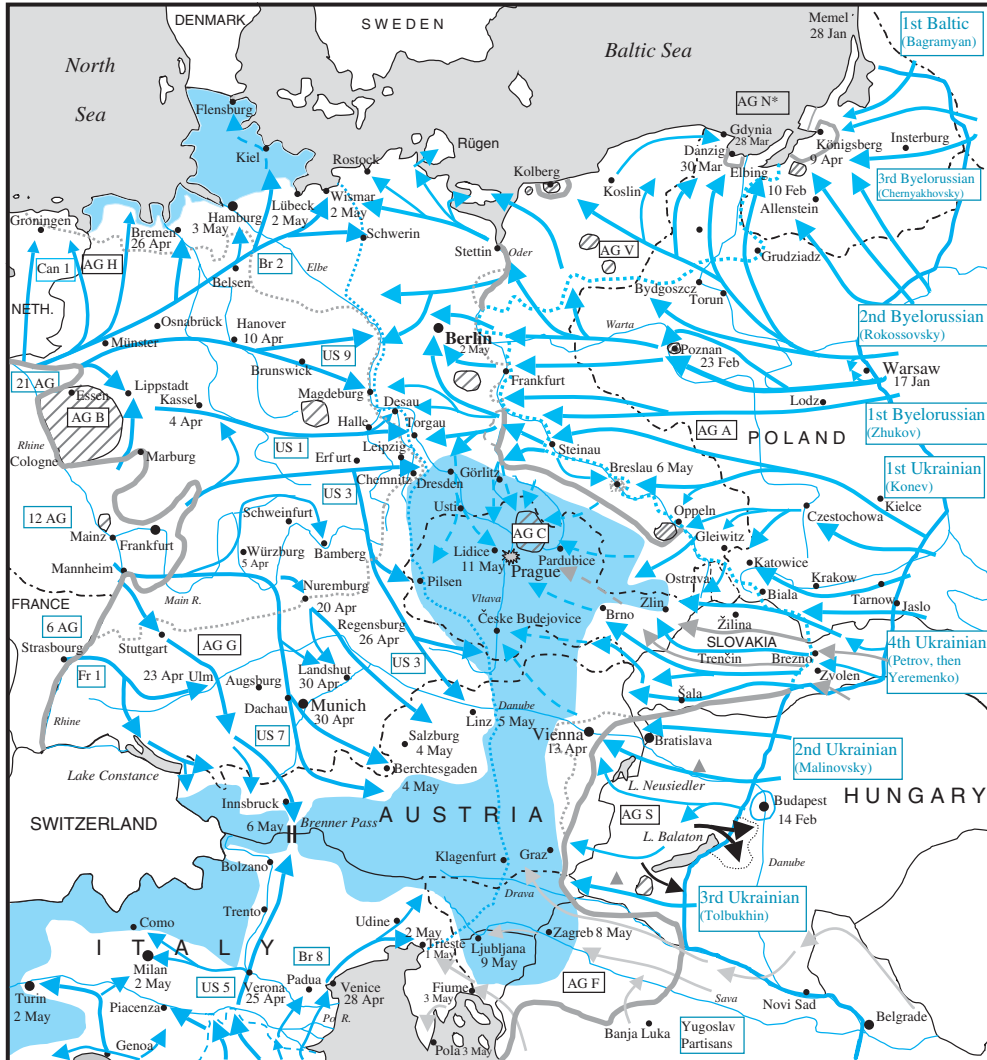 DENMARK
SWEDEN
Memel
28 Jan
1st Baltic
(Bagramyan)
North
Sea
Baltic Sea
AG N*
Flensburg
Gdynia
28 Mar
Königsberg
9 Apr
Insterburg
Kiel
Rügen
Danzig
30 Mar
Rostock
Kolberg
Koslin
Elbing
10 Feb
3rd Byelorussian
(Chernyakhovsky)
Lübeck
2 May
Wismar
2 May
Allenstein
Gröningen
Hamburg
3 May
Bremen
26 Apr
Schwerin
Stettin
Oder
AG V
Grudziadz
Can 1
AG H
Br 2
Elbe
Belsen
Bydgoszcz
Torun
NETH.
2nd Byelorussian
(Rokossovsky)
Osnabrück
Hanover
10 Apr
Berlin
2 May
Warta
Münster
US 9
Poznan
23 Feb
Brunswick
Warsaw
17 Jan
21 AG
Essen
Lippstadt
Kassel
4 Apr
Magdeburg
Frankfurt
Desau
Lodz
AG B
Halle
Torgau
AG A
POLAND
1st Byelorussian
(Zhukov)
Rhine
Cologne
US 1
Leipzig
Steinau
Marburg
Erfurt
Chemnitz
Dresden
Görlitz
Breslau 6 May
1st Ukrainian
(Konev)
US 3
Usti
Kielce
12 AG
Schweinfurt
Oppeln
Czestochowa
Mainz
Frankfurt
AG C
Gleiwitz
Würzburg
5 Apr
Bamberg
Lidice
11 May
Prague
Pardubice
Katowice
Mannheim
Nuremburg
20 Apr
Pilsen
Ostrava
Krakow
Main R.
Vltava
Zlin
Biala
Tarnow
Jaslo
FRANCE
6 AG
Regensburg
26 Apr
České Budejovice
Brno
Žilina
Strasbourg
Stuttgart
AG G
SLOVAKIA
4th Ukrainian
(Petrov, then
Yeremenko)
US 3
Trenčin
Brezno
Fr 1
23 Apr
Ulm
Augsburg
Landshut
30 Apr
Zvolen
Dachau
Munich
30 Apr
Šala
Rhine
Danube
Linz
5 May
US 7
Salzburg
4 May
Vienna
13 Apr
Bratislava
2nd Ukrainian
(Malinovsky)
Lake Constance
Berchtesgaden
4 May
L. Neusiedler
Innsbruck
6 May
Brenner Pass
AUSTRIA
Budapest
14 Feb
HUNGARY
SWITZERLAND
AG S
L. Balaton
Bolzano
Klagenfurt
Graz
Danube
Drava
3rd Ukrainian
(Tolbukhin)
Trento
Como
Udine
2 May
Trieste
1 May
Ljubljana
9 May
Zagreb 8 May
ITALY
Milan
2 May
Br 8
Turin
2 May
US 5
Verona
25 Apr
Padua
Venice
28 Apr
Fiume
3 May
AG F
Piacenza
Sava
Novi Sad
Po R.
Banja Luka
Yugoslav
Partisans
Belgrade
Genoa
Pola 3 May